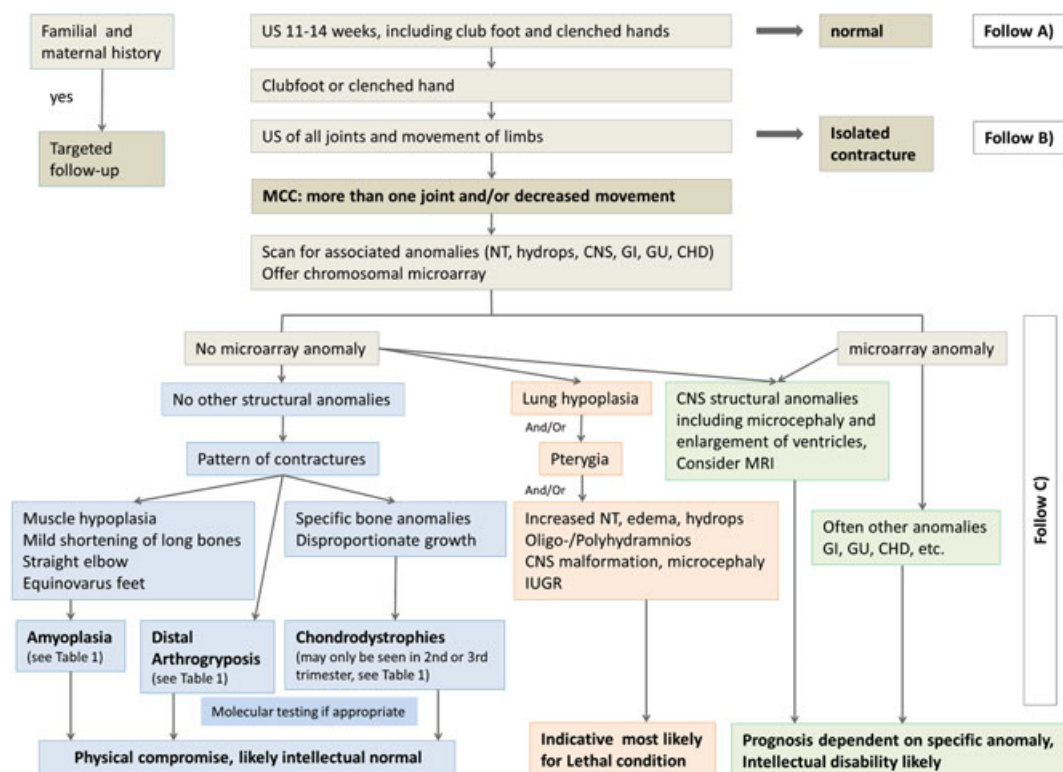 Familial and
maternal history
yes
Targeted
follow-up
US 11-14 weeks, including club foot and clenched hands
normal
Follow A)
Clubfoot or clenched hand
US of all joints and movement of limbs
Isolated
contracture
Follow B)
MCC: more than one joint and/or decreased movement
Scan for associated anomalies (NT, hydrops, CNS, GI, GU, CHD)
Offer chromosomal microarray
No microarray anomaly
microarray anomaly
No other structural anomalies
Pattern of contractures
Muscle hypoplasia
Mild shortening of long bones
Straight elbow
Equinovarus feet
Specific bone anomalies
Disproportionate growth
Amyoplasia
(see Table 1)
Distal
Arthrogryposis
(see Table 1)
Chondrodystrophies
(may only be seen in 2nd or 3rd
trimester, see Table 1)
Molecular testing if appropriate
Physical compromise, likely intellectual normal
Lung hypoplasia
And/Or
Pterygia
And/Or
Increased NT, edema, hydrops
Oligo-/Polyhydramnios
CNS malformation, microcephaly
IUGR
Indicative most likely
for Lethal condition
CNS structural anomalies
including microcephaly and
enlargement of ventricles,
Consider MRI
Often other anomalies
GI, GU, CHD, etc.
Prognosis dependent on specific anomaly,
Intellectual disability likely
Follow C)